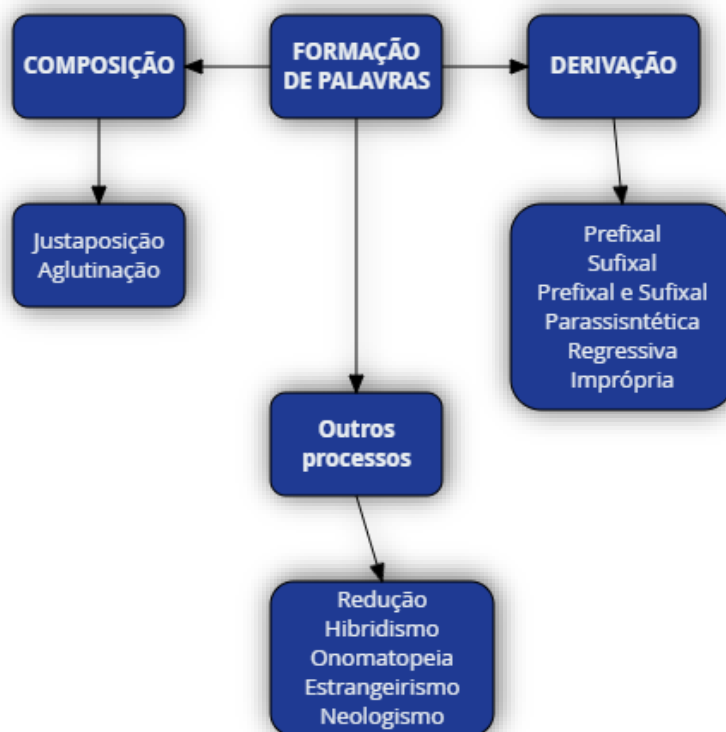 COMPOSIÇÃO
FORMAÇÃO
DE PALAVRAS
DERIVAÇÃO
Justaposição
Aglutinação
Prefixal
Sufixal
Prefixal e Sufixal
Parassisntética
Regressiva
Imprópria
Outros
processos
Redução
Hibridismo
Onomatopeia
Estrangeirismo
Neologismo